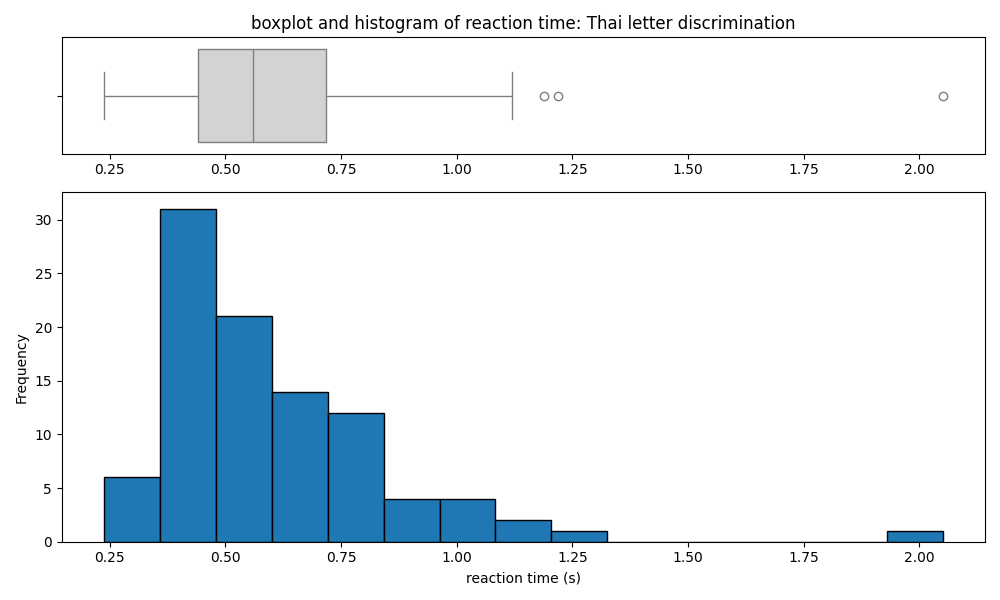 boxplot and histogram of reaction time: Thai letter discrimination
0.25 0.50 0.75 1.00 1.25 1.50 1.75 2.00
Frequency
30
25
20
15
10
5
0
0.25 0.50 0.75 1.00 1.25 1.50 1.75 2.00
reaction time (s)